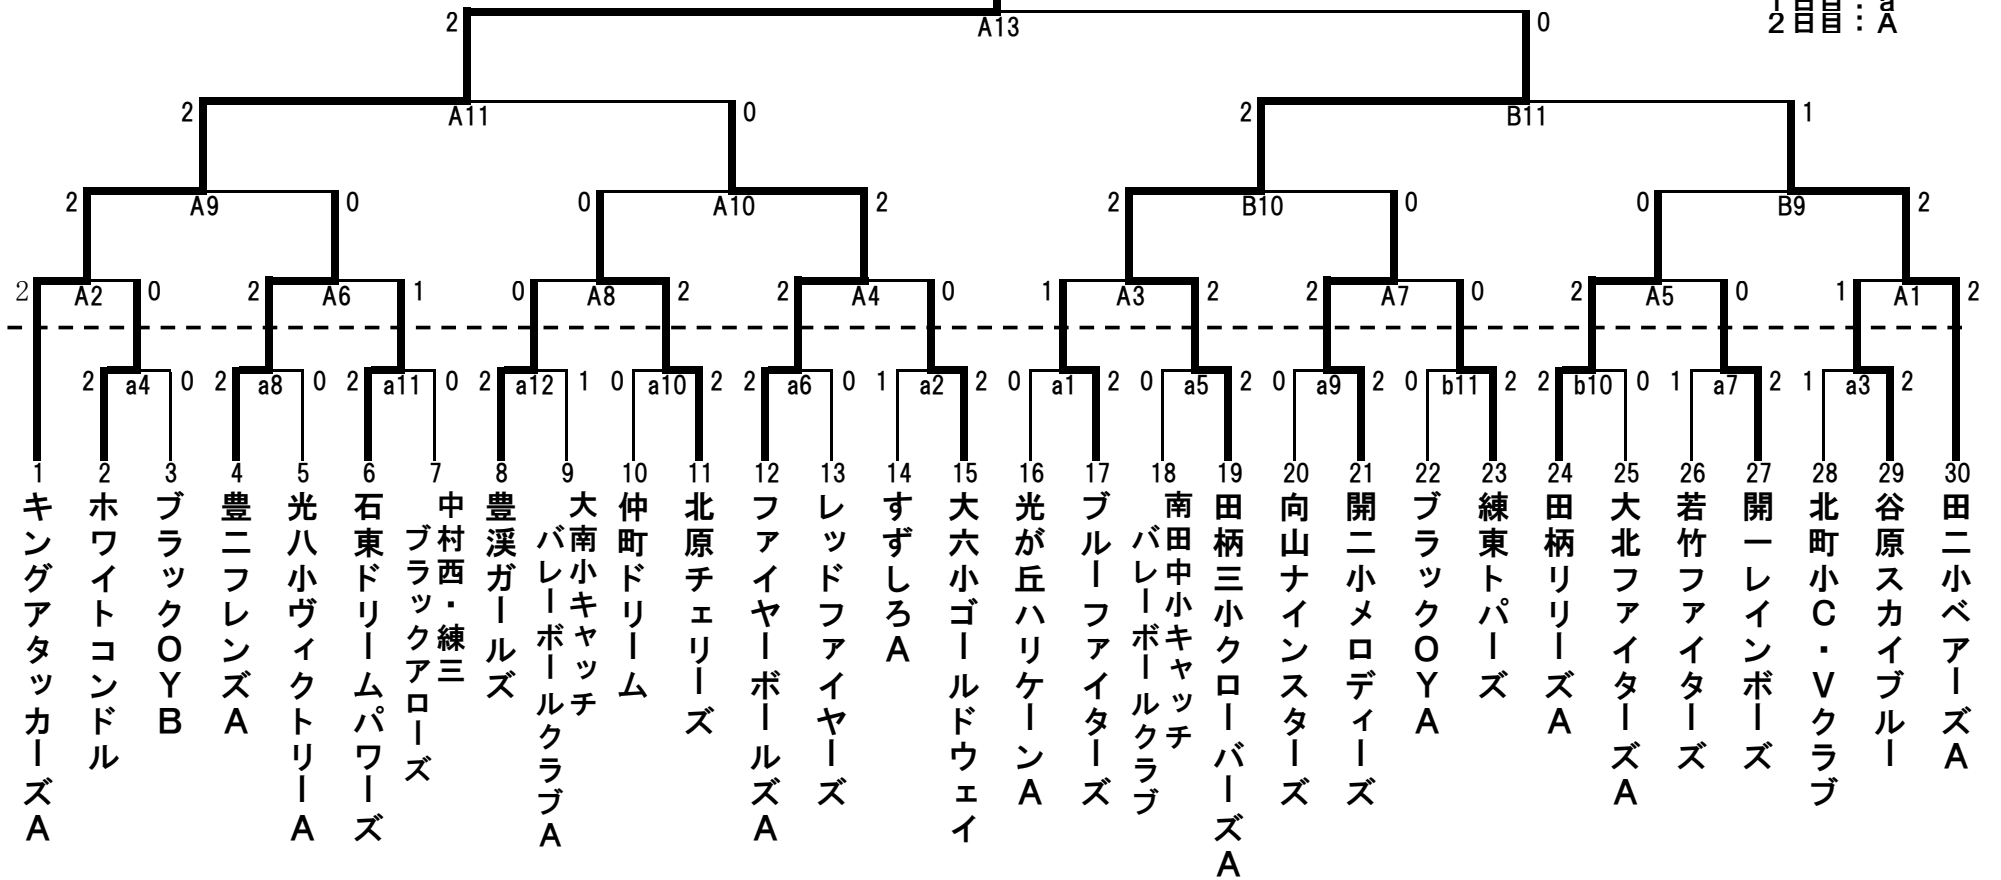 1日目：a
2日目：A
2 A13 0
2 A11 0
2 B11 1
2 A9 0
0 A10 2
2 B10 0
0 B9 2
2 A2 0
2 A6 1
0 A8 2
2 A4 0
1 A3 2
2 A7 0
2 A5 0
1 A1 2
2 a4 0
2 a8 0
2 a11 0
2 a12 1
0 a10 2
2 a6 0
1 a2 2
0 a1 2
0 a5 2
0 a9 2
0 b11 2
2 b10 0
1 a7 2
1 a3 2
1 キングアタッカーズA
2 ホワイトコンドル
3 ブラックOYB
4 豊二フレンズA
5 光八小ヴィクトリーA
6 石東ドリームパワーズ
7 中村西・練三
ブラックアローズ
8 豊渓ガールズ
9 大南小キャッチ
バレーボールクラブA
10 仲町ドリーム
11 北原チェリーズ
12 ファイヤーボールズA
13 レッドファイヤーズ
14 すずしろA
15 大六小ゴールドウェイ
16 光が丘ハリケーンA
17 ブルーファイターズ
18 南田中小キャッチ
バレーボールクラブ
19 田柄三小クローバーズA
20 向山ナインスターズ
21 開二小メロディーズ
22 ブラックOYA
23 練東トパーズ
24 田柄リリーズA
25 大北ファイターズA
26 若竹ファイターズ
27 開一レインボーズ
28 北町小C・Vクラブ
29 谷原スカイブルー
30 田二小ベアーズA